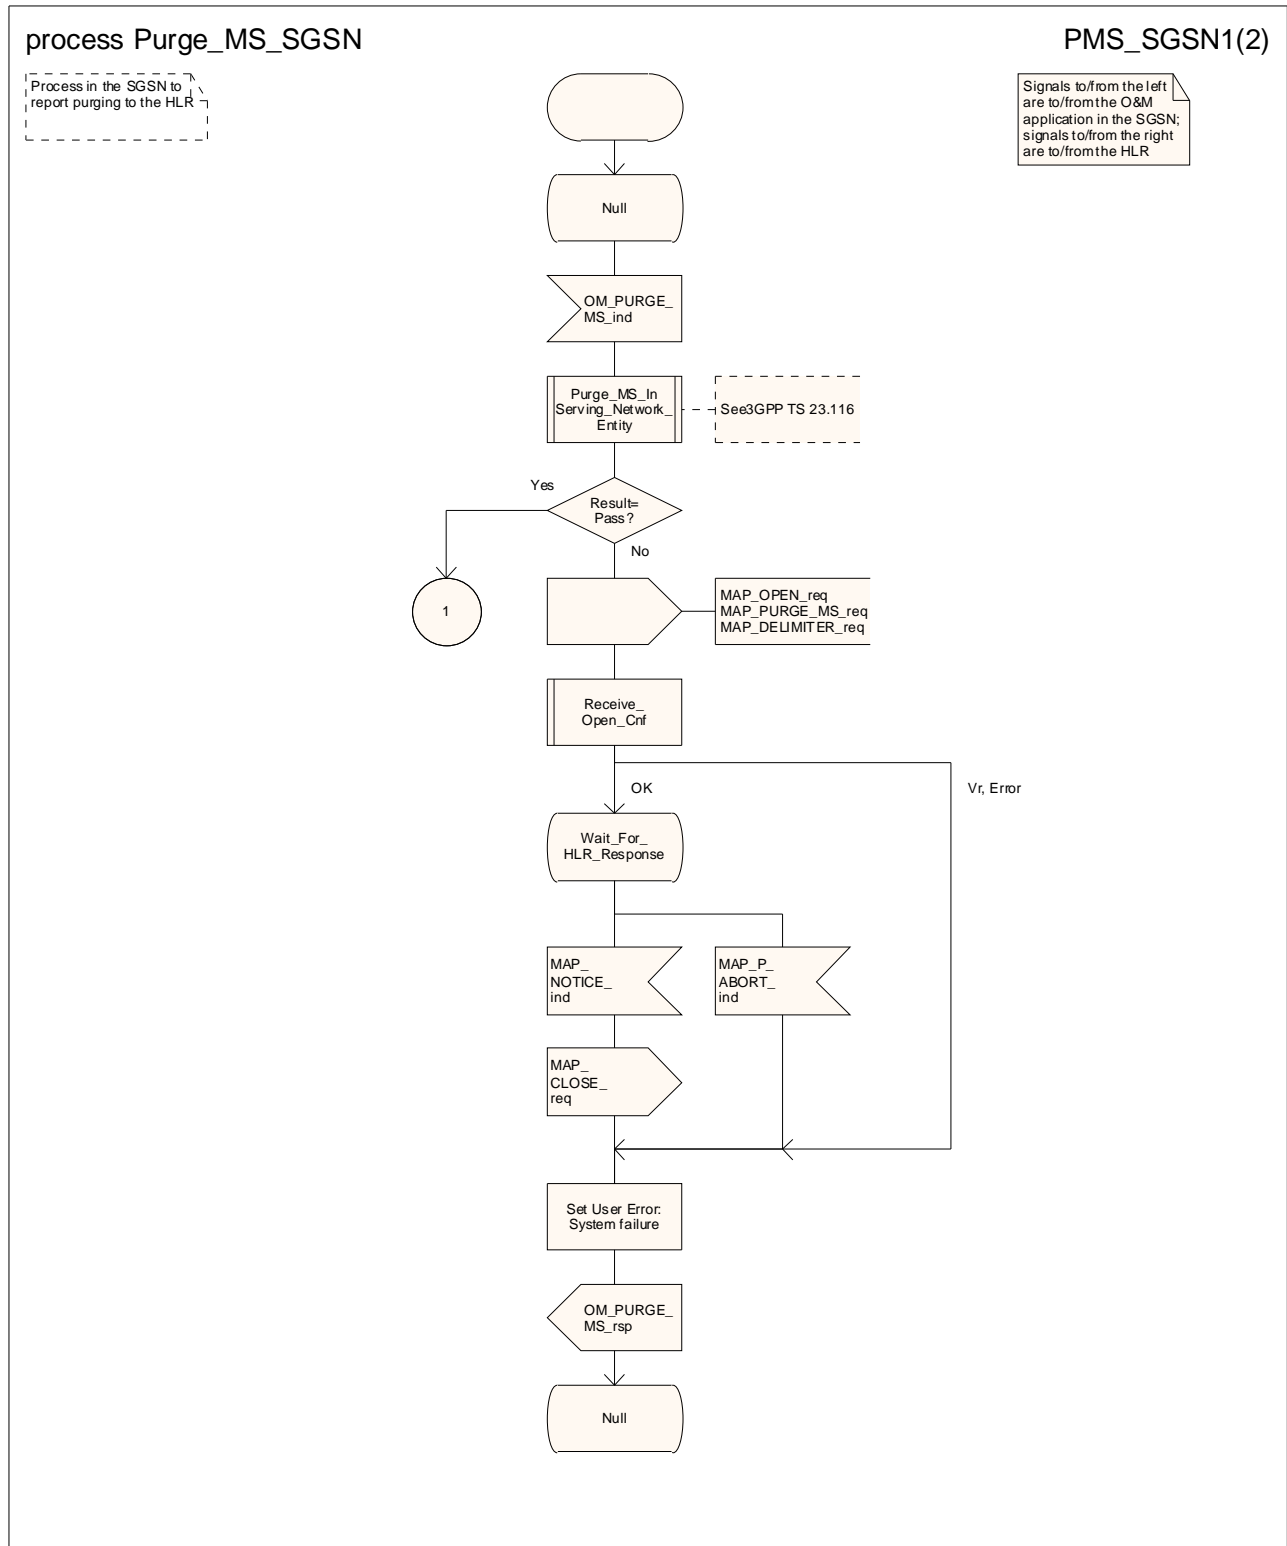 process Purge_MS_SGSN
PMS_SGSN1(2)
Process in the SGSN to
report purging to the HLR
Signals to/from the left
are to/from the O&M
application in the SGSN;
signals to/from the right
are to/from the HLR
Null
OM_PURGE_
MS_ind
Purge_MS_In
Serving_Network_
Entity
See3GPP TS 23.116
Yes
Result=
Pass?
No
1
MAP_OPEN_req
MAP_PURGE_MS_req
MAP_DELIMITER_req
Receive_
Open_Cnf
OK
Vr, Error
Wait_For_
HLR_Response
MAP_
NOTICE_
ind
MAP_P_
ABORT_
ind
MAP_
CLOSE_
req
Set User Error:
System failure
OM_PURGE_
MS_rsp
Null